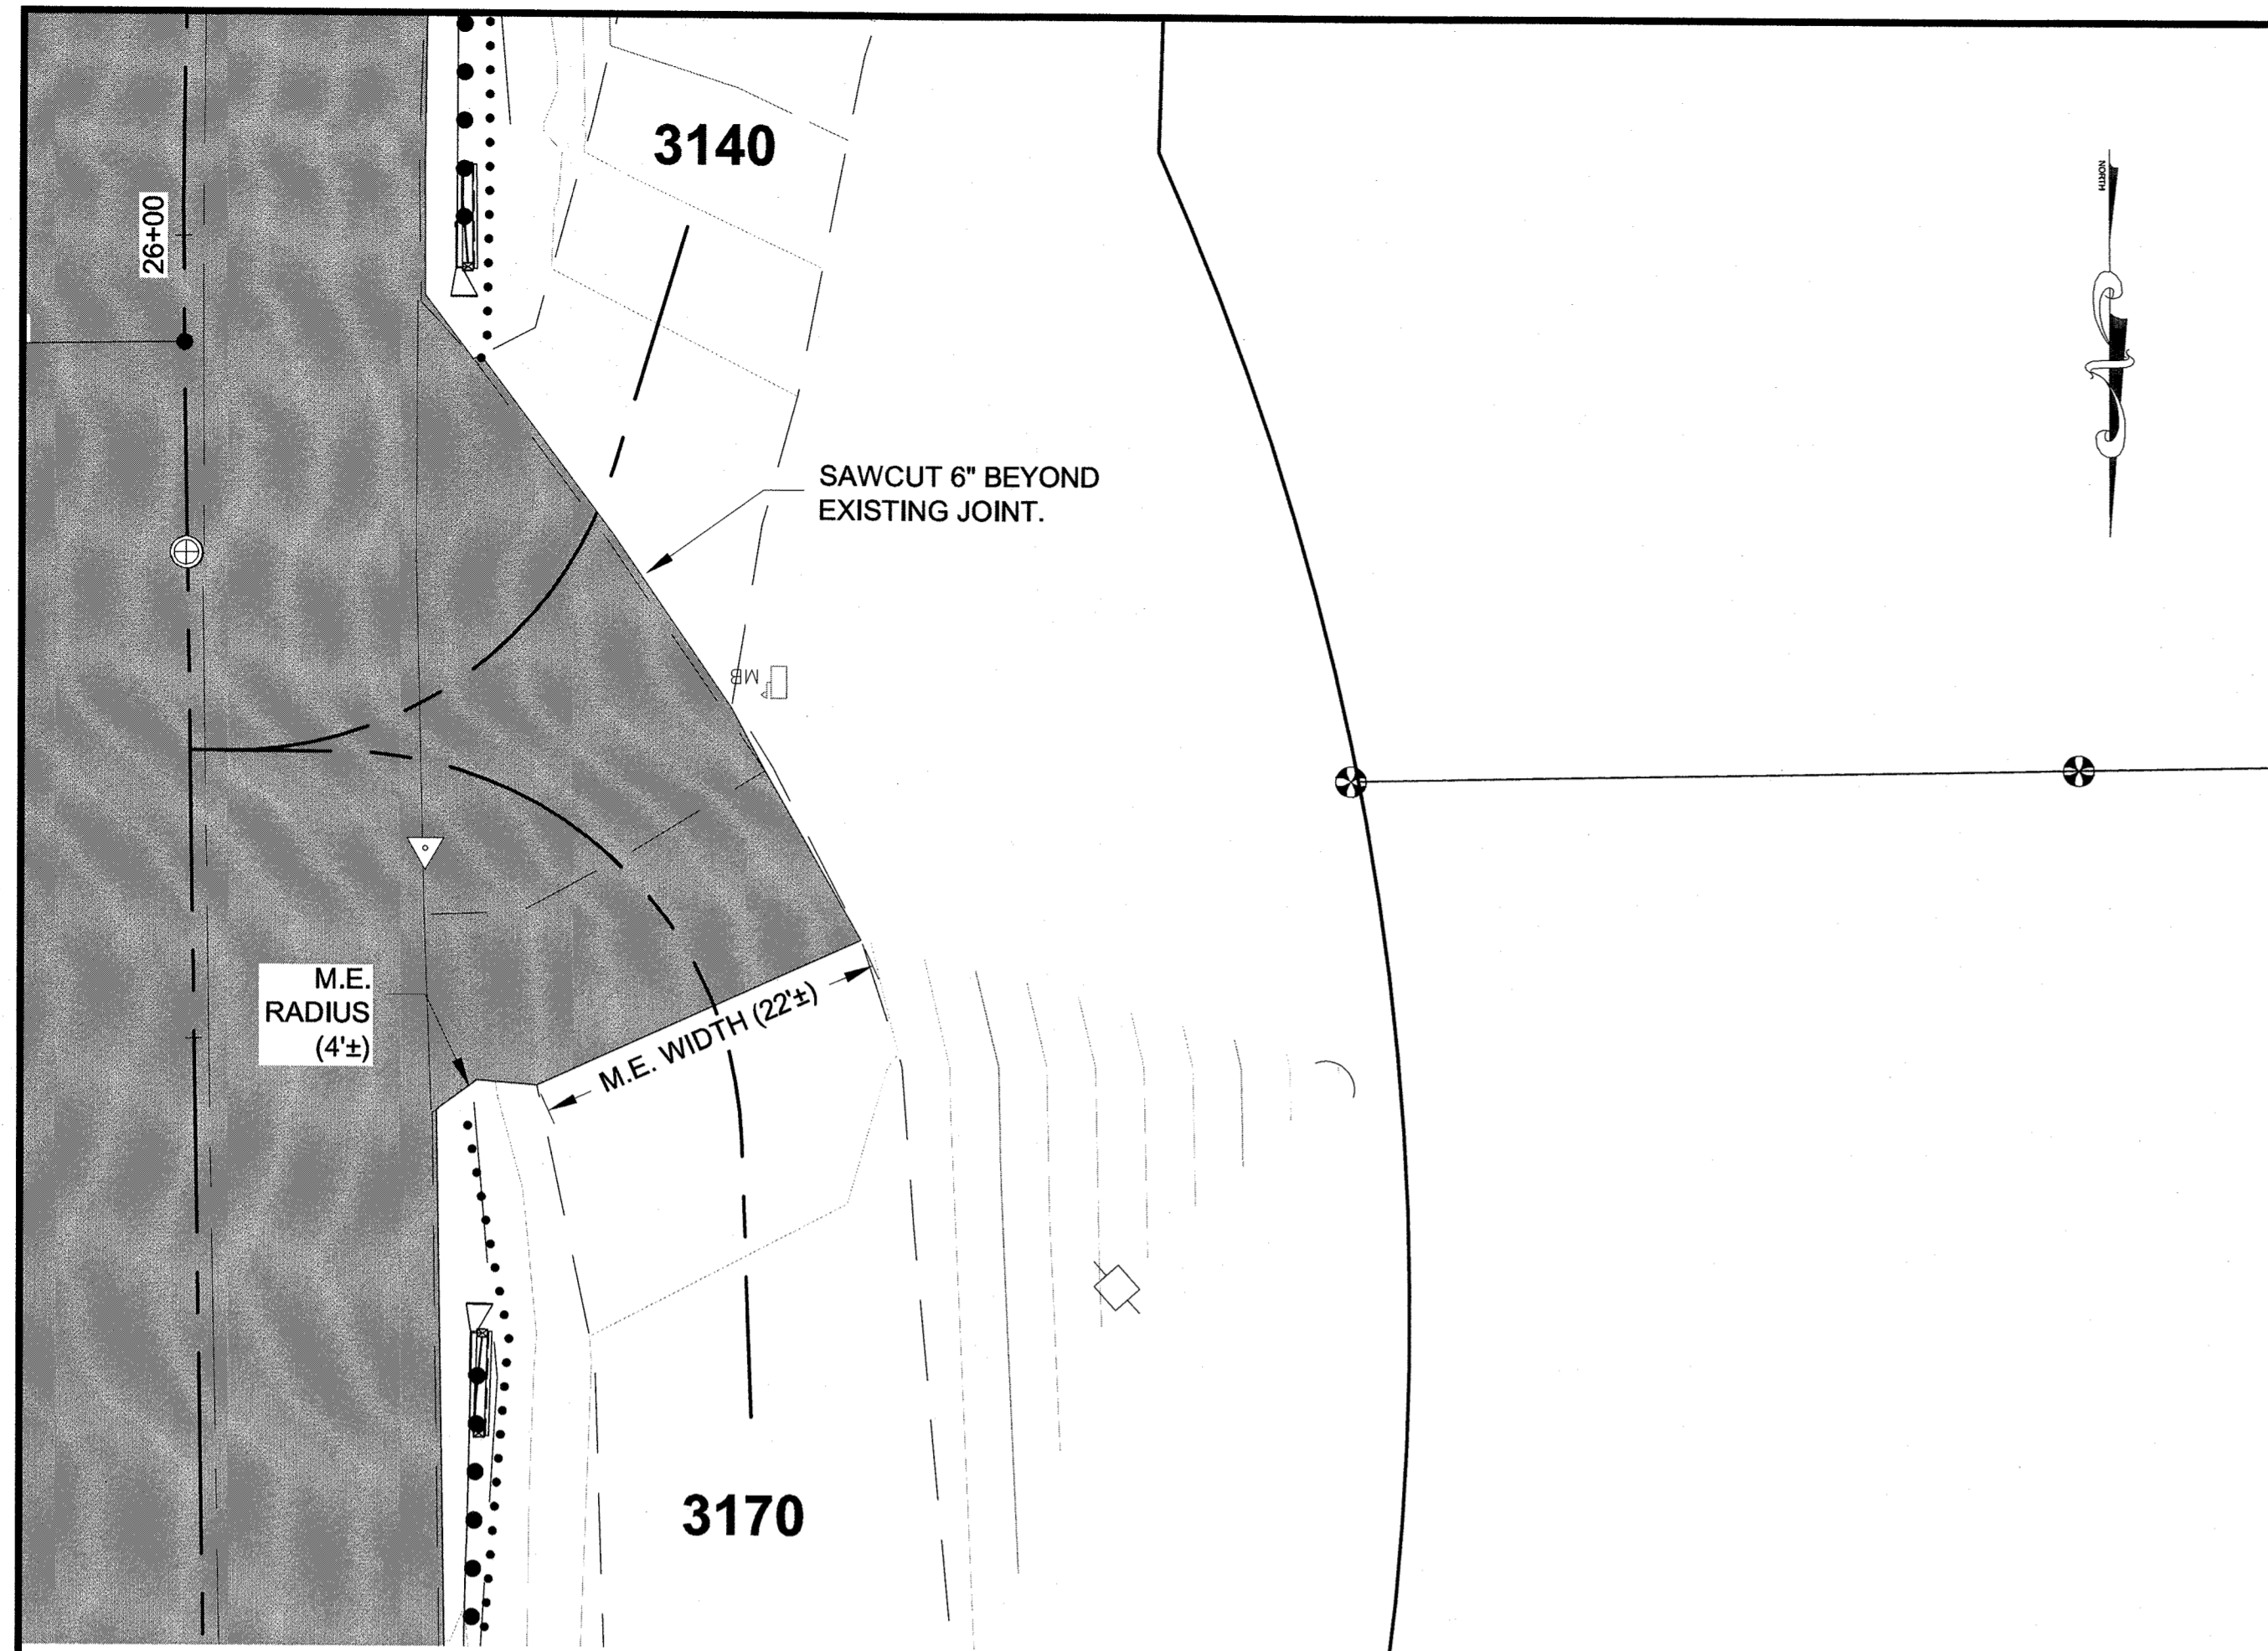 3140
NORTH
26+00
SAWCUT 6" BEYOND
EXISTING JOINT.
MB
M.E.
RADIUS
(4'±)
M.E. WIDTH (22'±)
3170